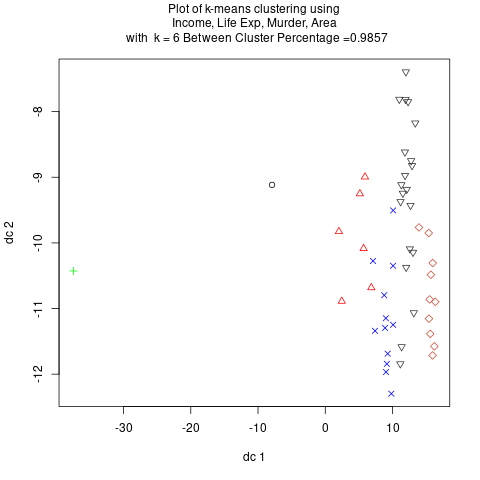 Plot of k-means clustering using
Income, Life Exp, Murder, Area
with  k = 6 Between Cluster Percentage =0.9857
-8
-9
-10
-11
-12
dc 2
-30
-20
-10
0
10
dc 1